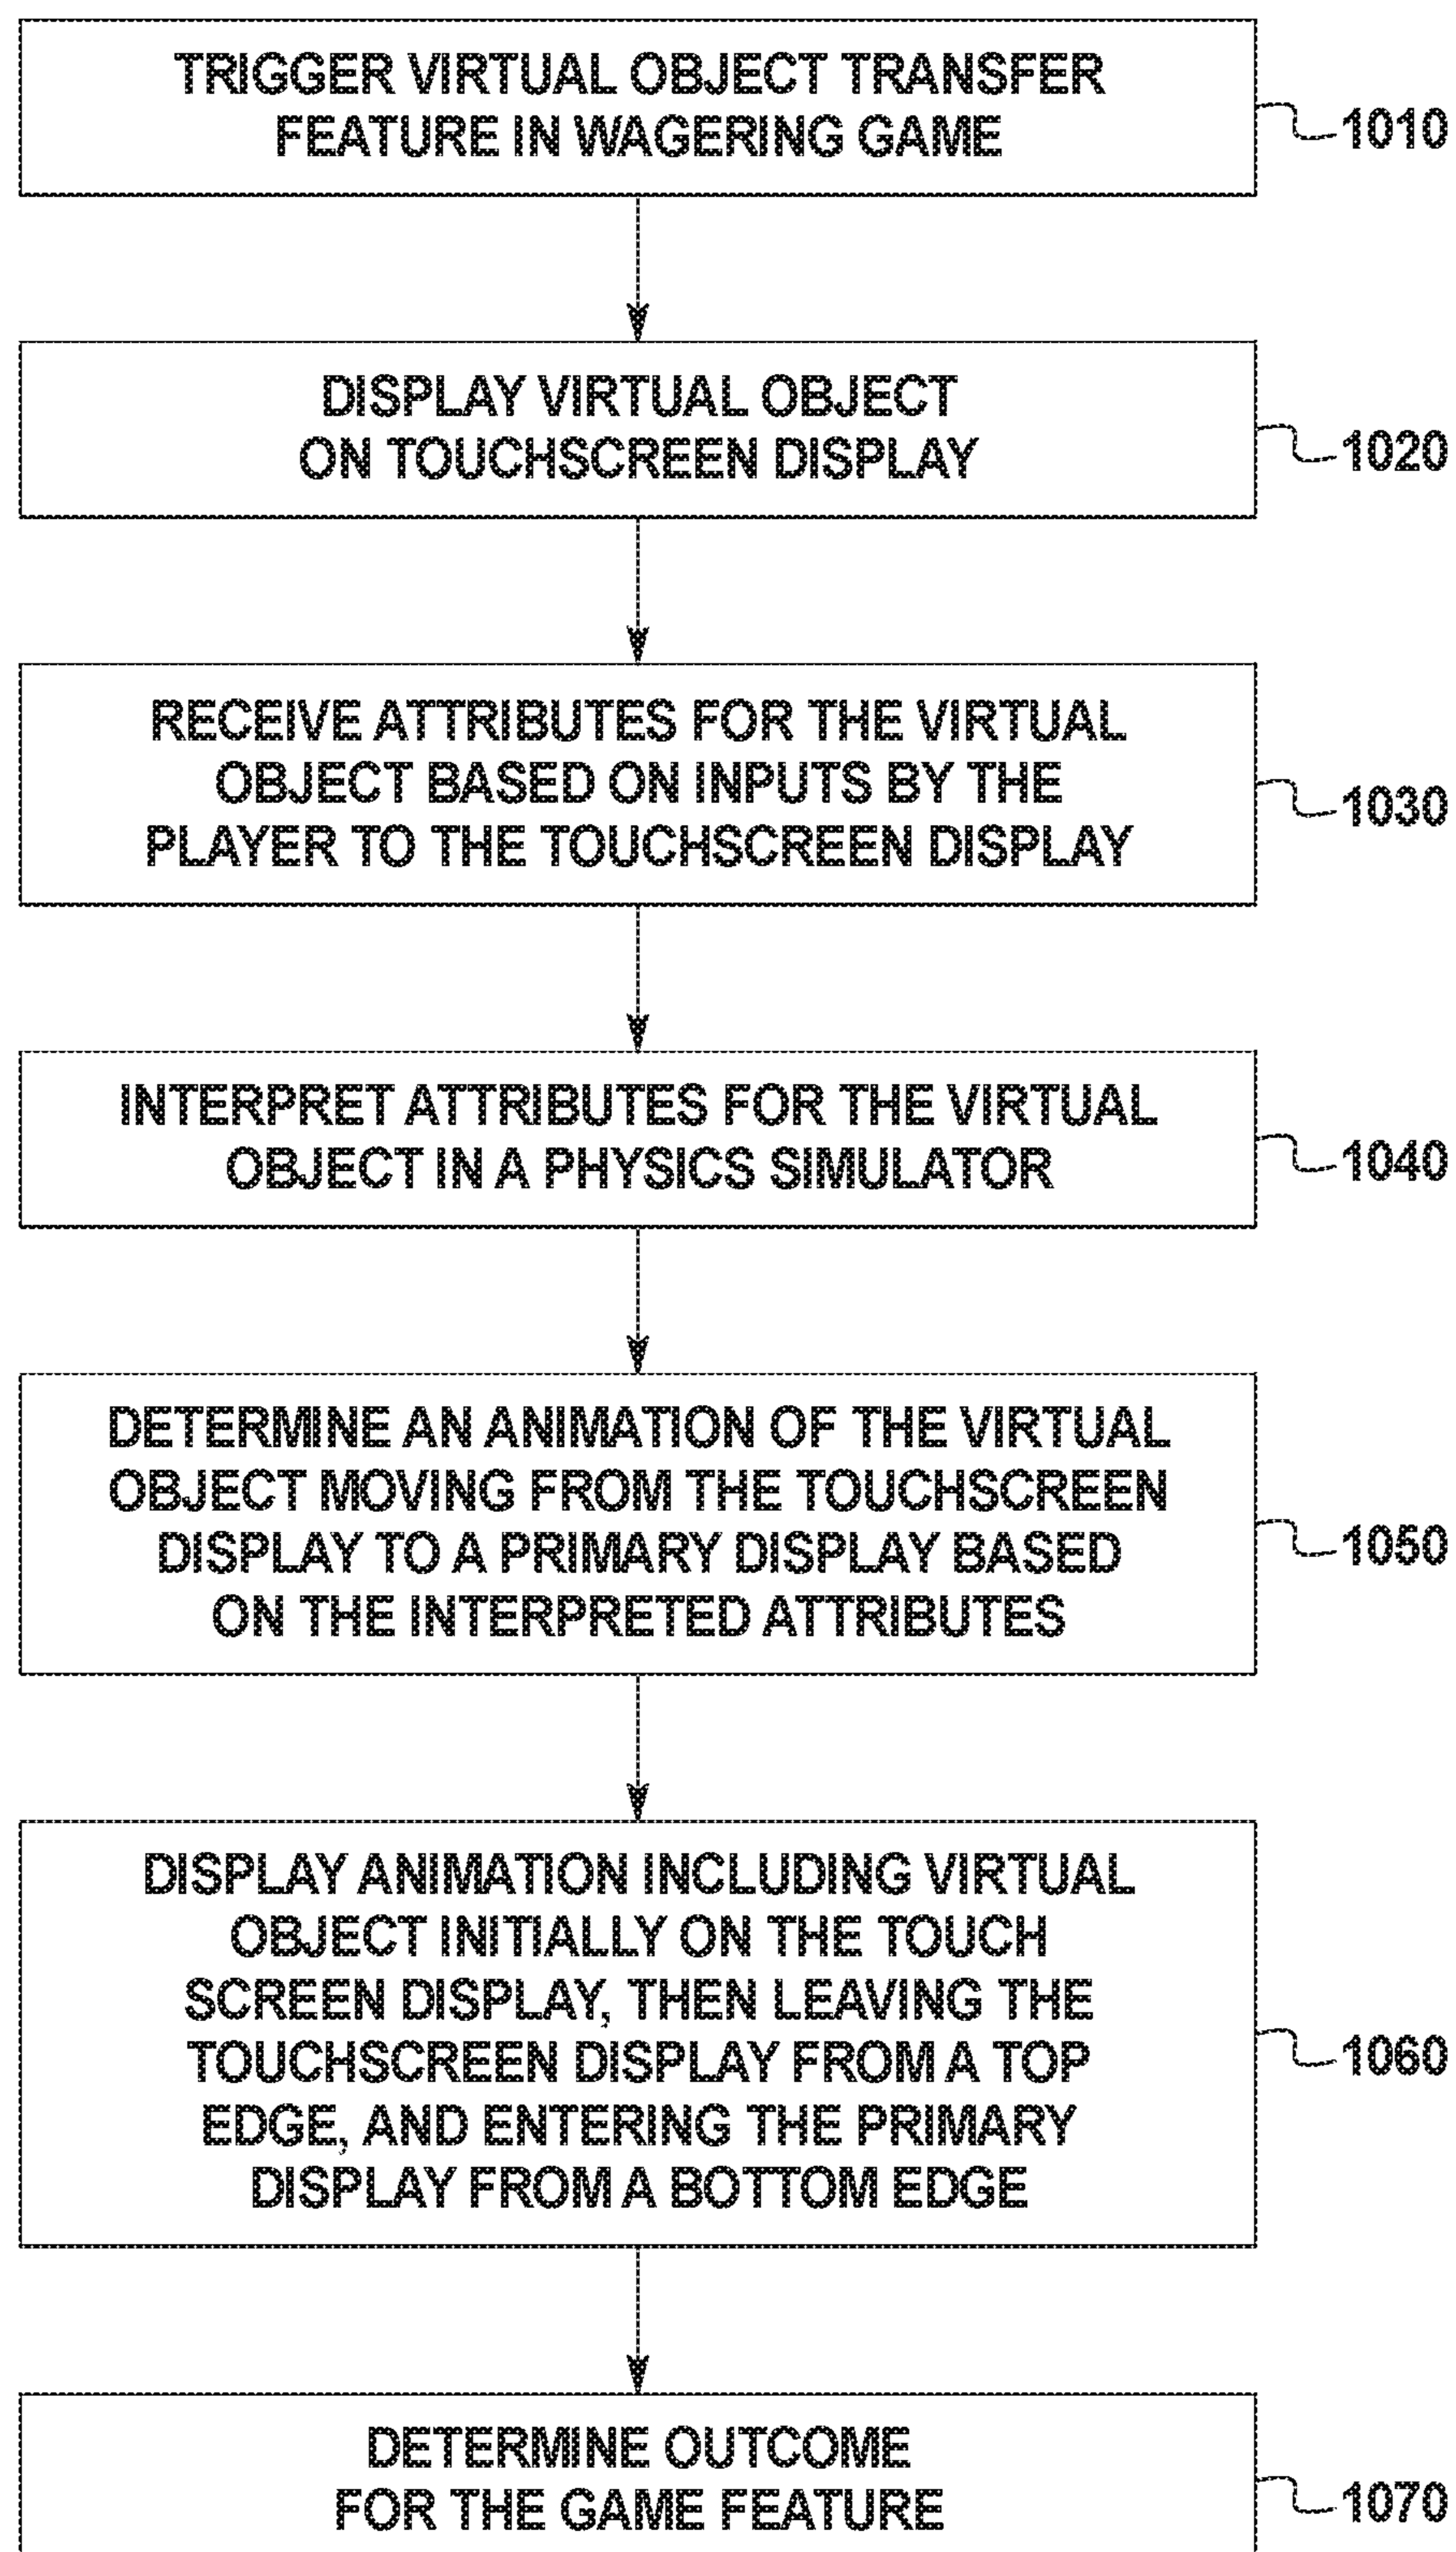 TRIGGER VIRTUAL OBJECT TRANSFER
FEATURE IN WAGERING GAME
1010
DISPLAY VIRTUAL OBJECT
ON TOUCHSCREEN DISPLAY
1020
RECEIVE ATTRIBUTES FOR THE VIRTUAL
OBJECT BASED ON INPUTS BY THE
PLAYER TO THE TOUCHSCREEN DISPLAY
1030
INTERPRET ATTRIBUTES FOR THE VIRTUAL
OBJECT IN A PHYSICS SIMULATOR
1040
DETERMINE AN ANIMATION OF THE VIRTUAL
OBJECT MOVING FROM THE TOUCHSCREEN
DISPLAY TO A PRIMARY DISPLAY BASED
ON THE INTERPRETED ATTRIBUTES
1050
DISPLAY ANIMATION INCLUDING VIRTUAL
OBJECT INITIALLY ON THE TOUCH
SCREEN DISPLAY, THEN LEAVING THE
TOUCHSCREEN DISPLAY FROM A TOP
EDGE, AND ENTERING THE PRIMARY
DISPLAY FROM A BOTTOM EDGE
1060
DETERMINE OUTCOME
FOR THE GAME FEATURE
1070